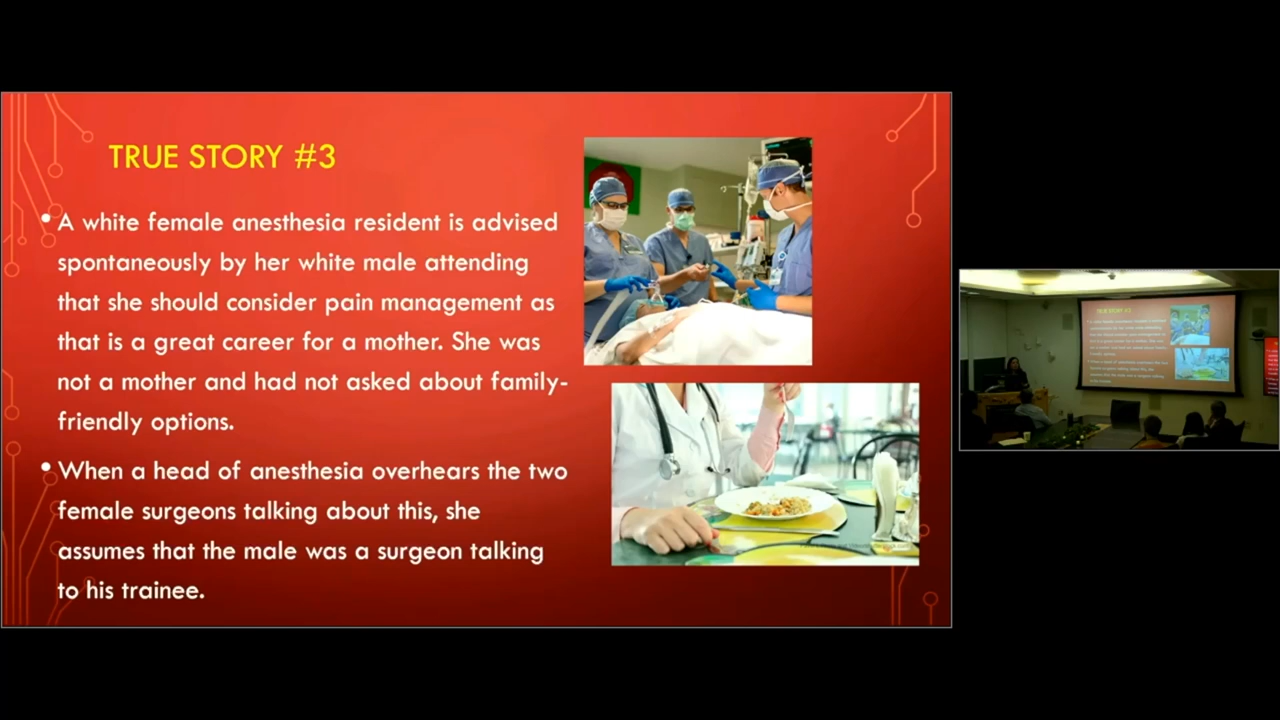 TRUE STORY #3
• A white female anesthesia resident is advised
spontaneously by her white male attending
that she should consider pain management as
that is a great career for a mother. She was
not a mother and had not asked about family-
friendly options.
• When a head of anesthesia overhears the two
female surgeons talking about this, she
assumes that the male was a surgeon talking
to his trainee.
TRUE STORY #3